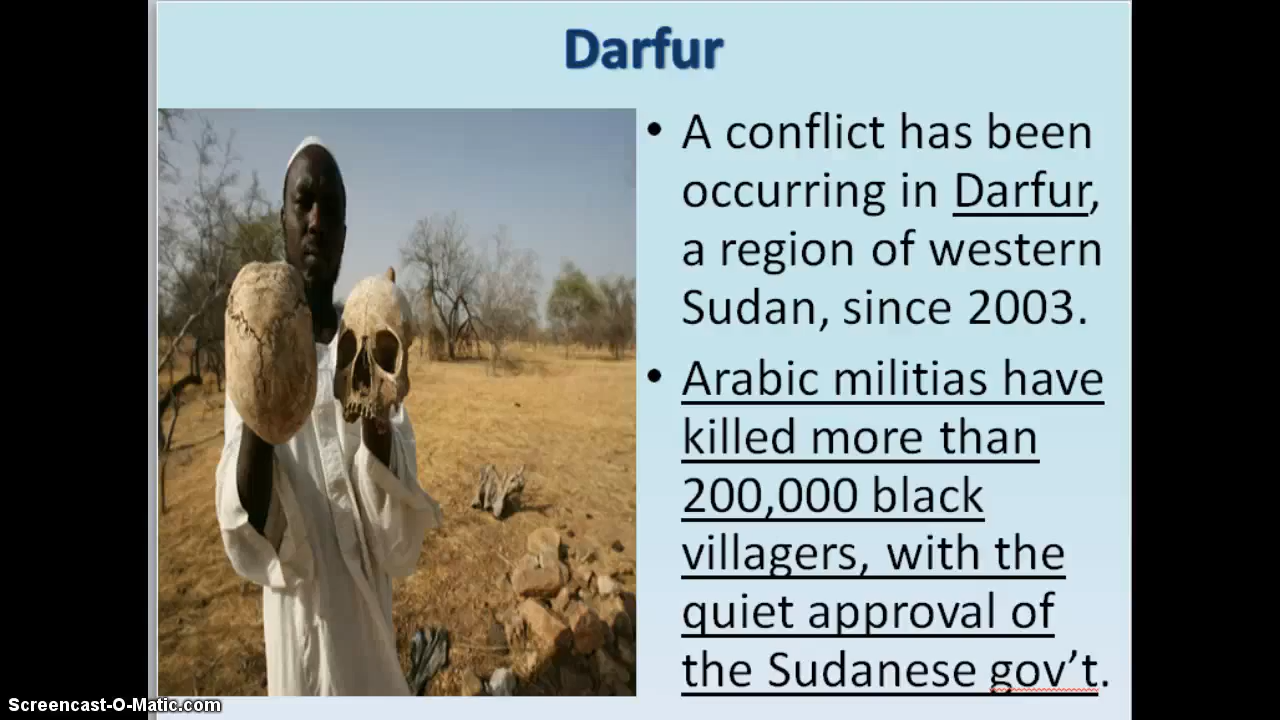 Darfur
• A conflict has been
occurring in Darfur,
a region of western
Sudan, since 2003.
• Arabic militias have
killed more than
200,000 black
villagers, with the
quiet approval of
the Sudanese gov’t.
Screencast-O-Matic.com